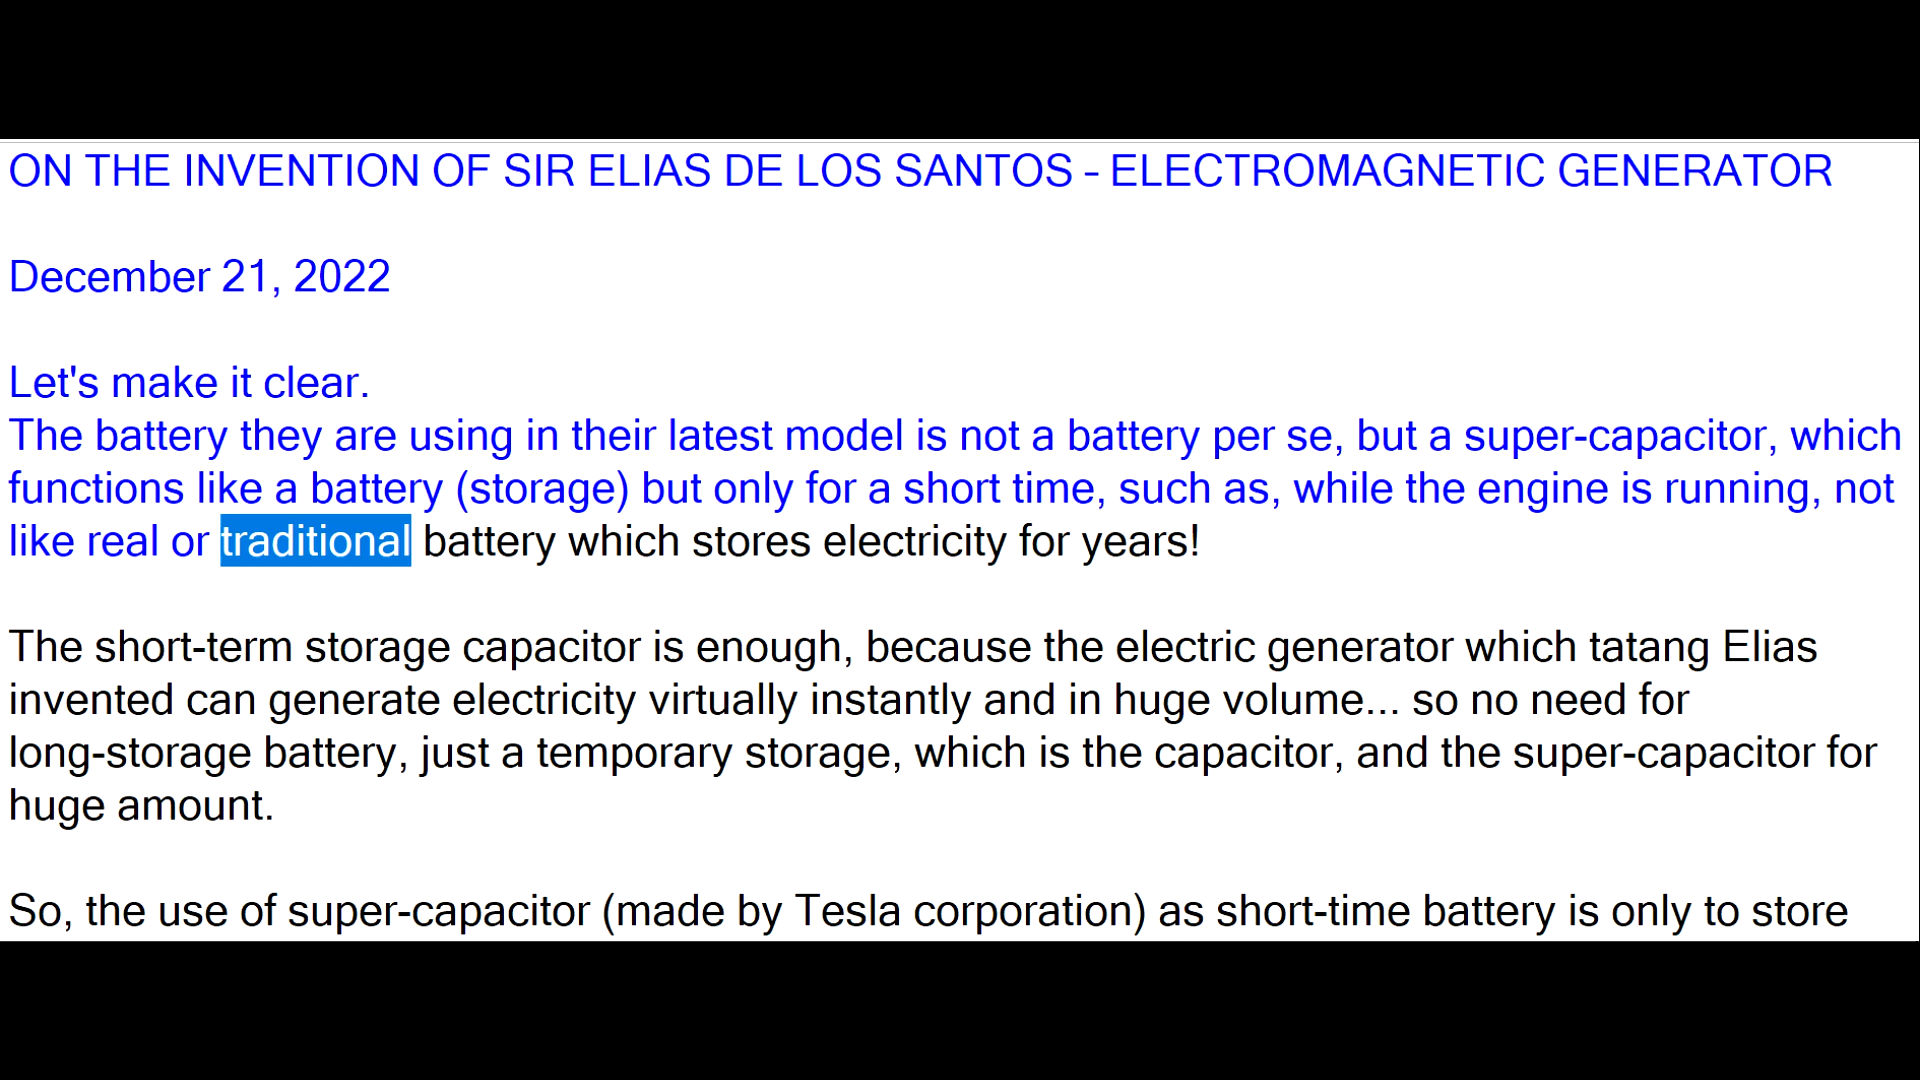 ON THE INVENTION OF SIR ELIAS DE LOS SANTOS – ELECTROMAGNETIC GENERATOR
December 21, 2022
Let's make it clear.
The battery they are using in their latest model is not a battery per se, but a super-capacitor, which
functions like a battery (storage) but only for a short time, such as, while the engine is running, not
like real or traditional battery which stores electricity for years!
The short-term storage capacitor is enough, because the electric generator which tatang Elias
invented can generate electricity virtually instantly and in huge volume... so no need for
long-storage battery, just a temporary storage, which is the capacitor, and the super-capacitor for
huge amount.
So, the use of super-capacitor (made by Tesla corporation) as short-time battery is only to store